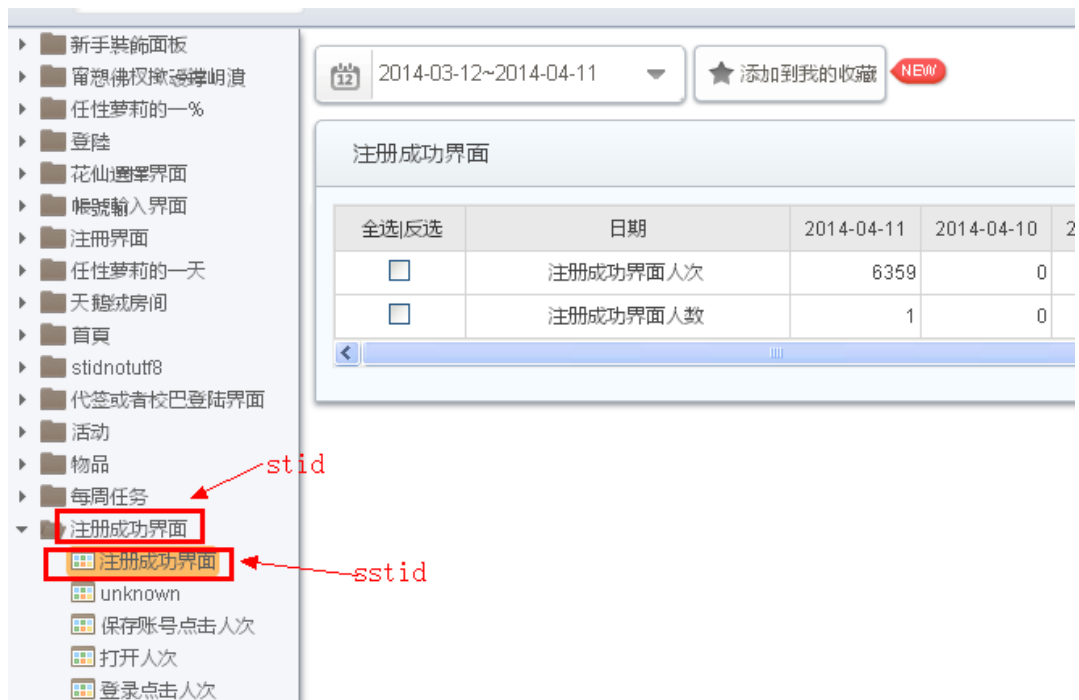 新手裝飾面板
任性萝莉的一%
登陸
花仙選擇界面
帳號輸入界面
注冊界面
任性萝莉的一天
天鹅绒房间
首頁
stidnotutf8
代签或者校巴登陆界面
活动
物品
每周任务
注册成功界面
注册成功界面
unknown
保存账号点击人次
打开人次
登录点击人次
stid
sstid
12
2014-03-12~2014-04-11
添加到我的收藏
NEW
注册成功界面
全选|反选 日期 2014-04-11 2014-04-10 2
注册成功界面人次 6359 0
注册成功界面人数 1 0